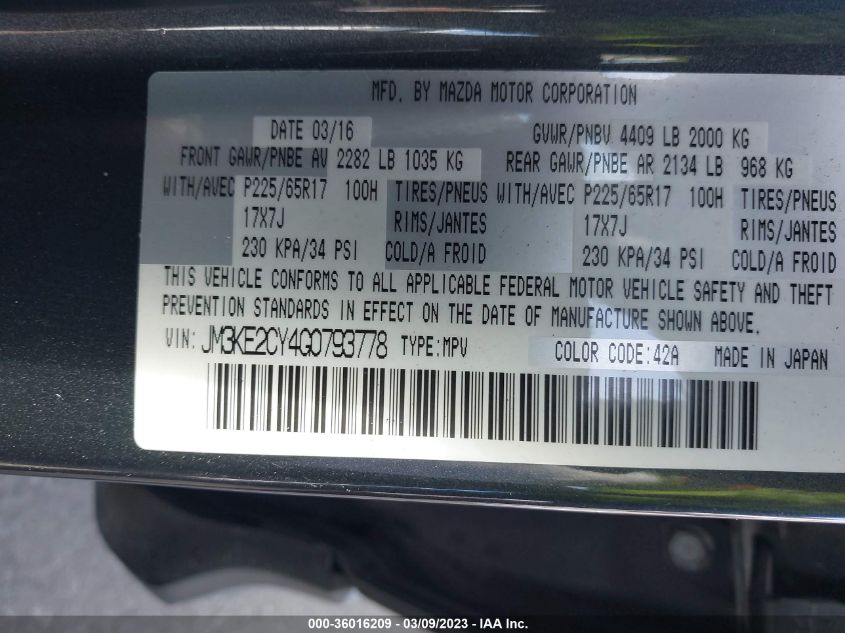 MFD. BY MAZDA MOTOR CORPORATION
DATE 03/16 GVWR/PNBV 4409 LB 2000 KG
FRONT GAWR/PNBE AV 2282 LB 1035 KG REAR GAWR/PNBE AR 2134 LB 968 KG
WITH/AVEC P225/65R17 100H TIRES/PNEUS WITH/AVEC P225/65R17 100H TIRES/PNEUS
17X7J RIMS/JANTES 17X7J RIMS/JANTES
230 KPA/34 PSI COLD/A FROID 230 KPA/34 PSI COLD/A FROID
THIS VEHICLE CONFORMS TO ALL APPLICABLE FEDERAL MOTOR VEHICLE SAFETY AND THEFT
PREVENTION STANDARDS IN EFFECT ON THE DATE OF MANUFACTURE SHOWN ABOVE.
VIN: JM3KE2CY4G0793778 TYPE:MPV COLOR CODE:42A MADE IN JAPAN
000-36016209 - 03/09/2023 - IAA Inc.